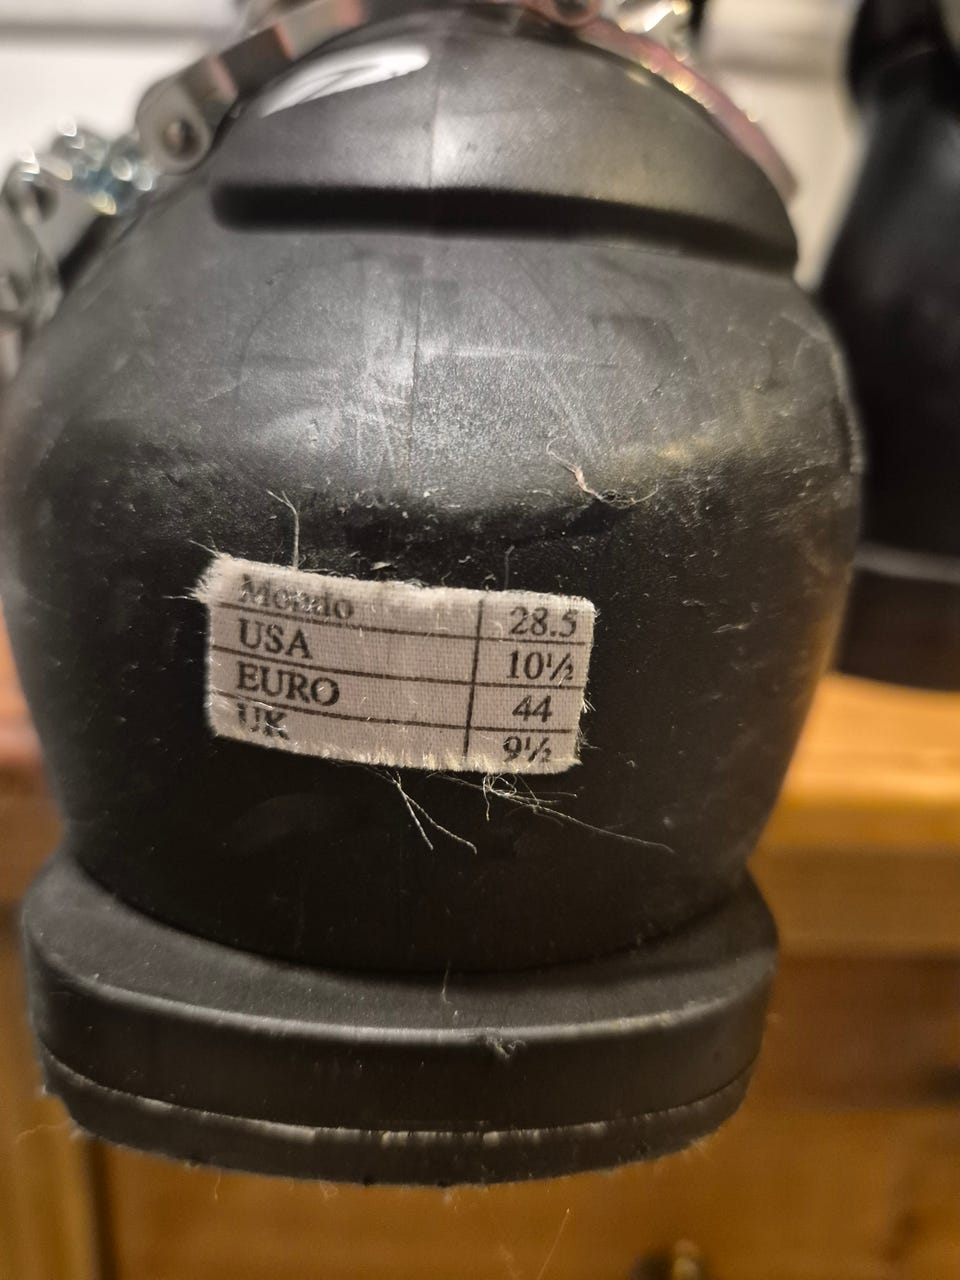 Mondo 28.5
USA 10½
EURO 44
UK 9½